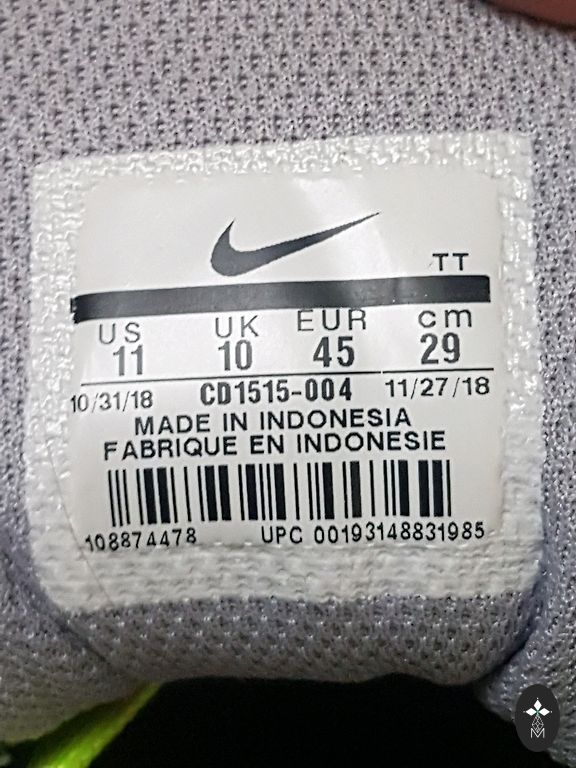 TT
US UK EUR cm
11 10 45 29
10/31/18 CD1515-004 11/27/18
MADE IN INDONESIA
FABRIQUE EN INDONESIE
108874478 UPC 00193148831985
M